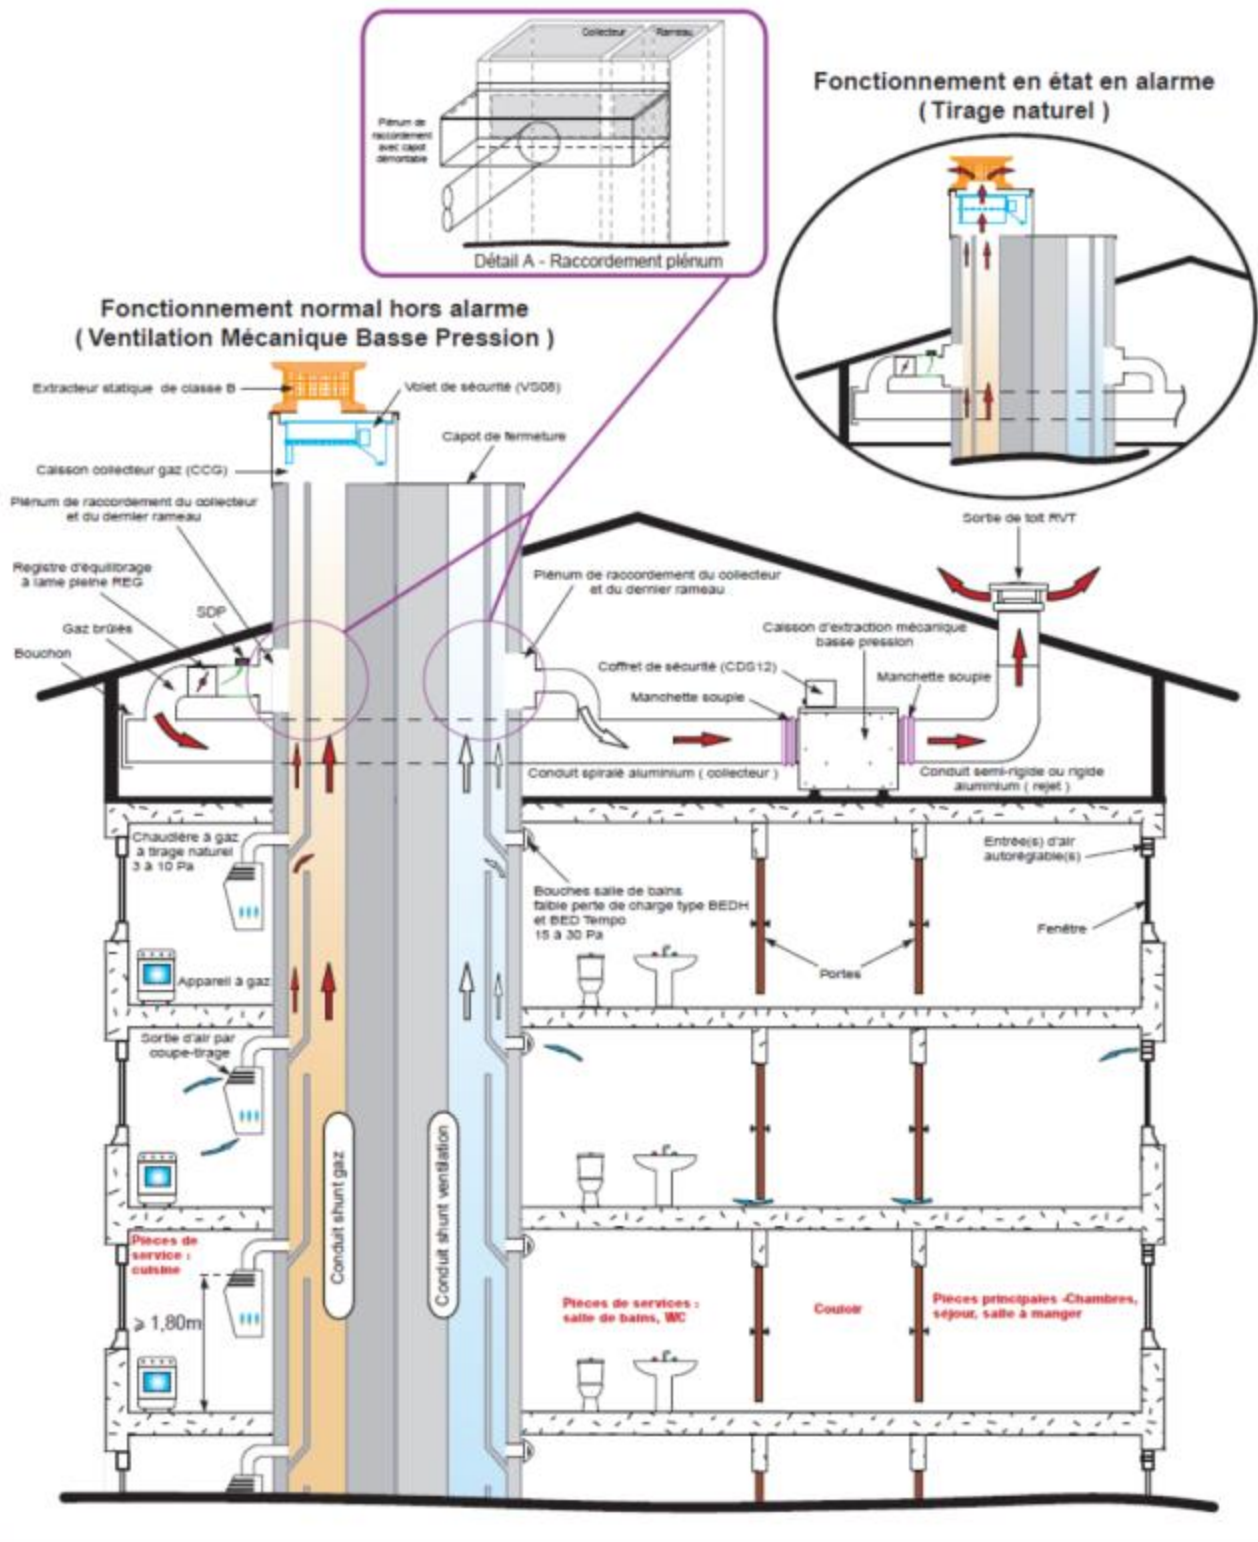 Collecteur
Rameau
Plénum de
raccordement
avec capot
démontable
Détail A - Raccordement plénum
Fonctionnement en état en alarme
( Tirage naturel )
Fonctionnement normal hors alarme
( Ventilation Mécanique Basse Pression )
Extracteur statique de classe B
Volet de sécurité (VS08)
Capot de fermeture
Caisson collecteur gaz (CCG)
Plénum de raccordement du collecteur
et du dernier rameau
Registre d'équilibrage
à lame pleine REG
SDP
Gaz brûlés
Bouchon
Sortie de toit RVT
Plénum de raccordement du collecteur
et du dernier rameau
Caisson d'extraction mécanique
basse pression
Coffret de sécurité (CDS12)
Manchette souple
Manchette souple
Conduit spiralé aluminium ( collecteur )
Conduit semi-rigide ou rigide
aluminium ( rejet )
Chaudière à gaz
à tirage naturel
3 à 10 Pa
Entrée(s) d'air
autoréglable(s)
Bouches salle de bains
faible perte de charge type BEDH
et BED Tempo
15 à 30 Pa
Fenêtre
Portes
Appareil à gaz
Sortie d'air par
coupe-tirage
Conduit shunt gaz
Conduit shunt ventilation
Pièces de
service :
cuisine
⩾ 1,80m
Pièces de services :
salle de bains, WC
Couloir
Pièces principales -Chambres,
séjour, salle à manger